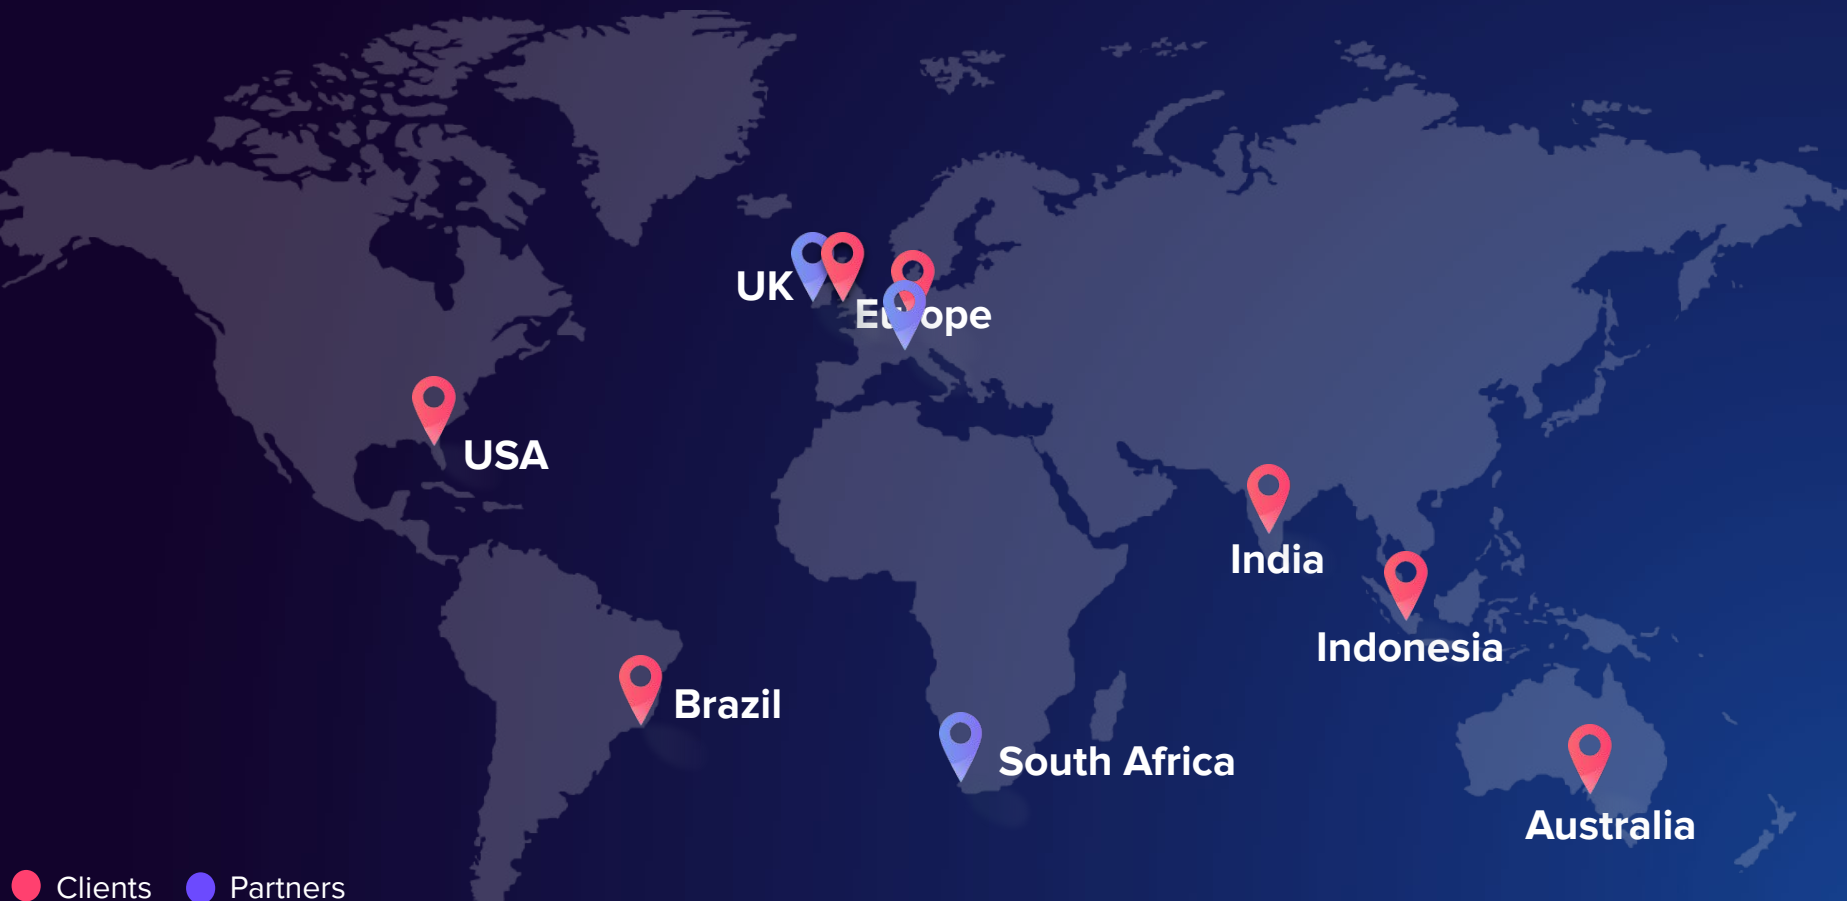 UK
Europe
USA
India
Indonesia
Brazil
South Africa
Australia
Clients
Partners